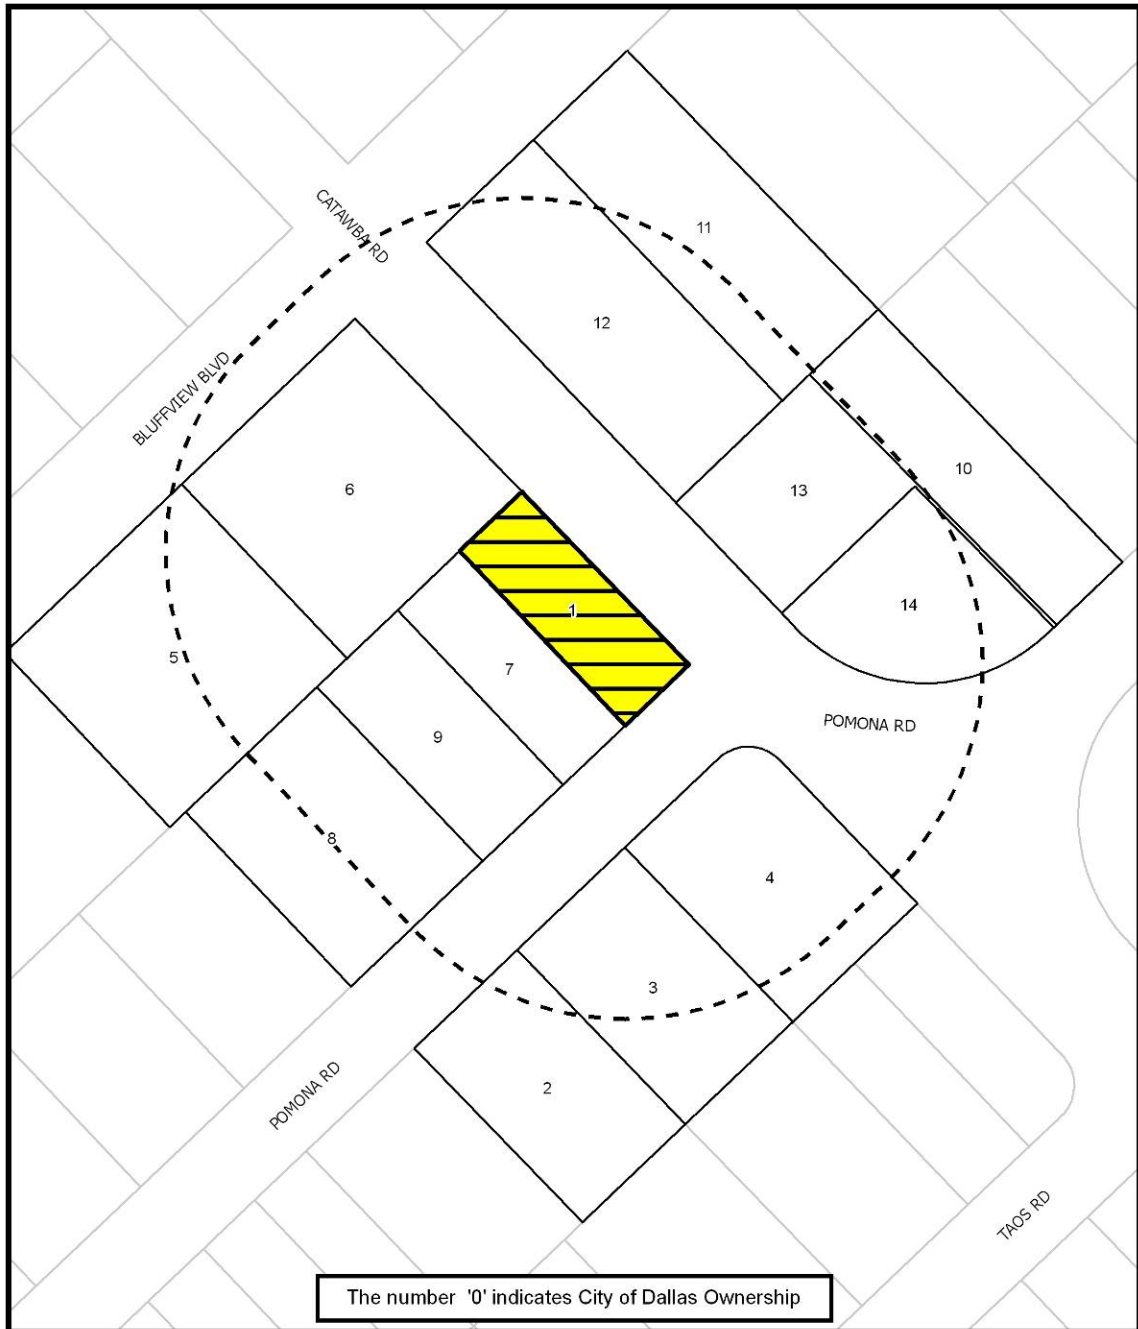 CATAWBA RD
11
12
BLUFFVIEW BLVD
10
6
13
1
14
5
7
POMONA RD
9
8
4
3
2
POMONA RD
TAOS RD
The number '0' indicates City of Dallas Ownership